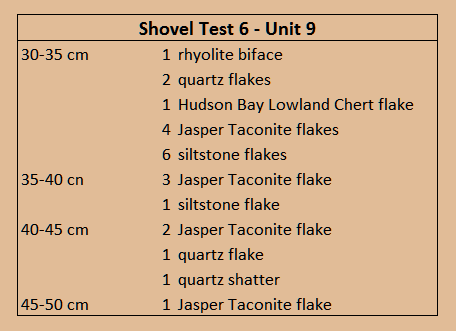 Shovel Test 6 - Unit 9
30-35 cm 1 rhyolite biface
2 quartz flakes
1 Hudson Bay Lowland Chert flake
4 Jasper Taconite flakes
6 siltstone flakes
35-40 cn 3 Jasper Taconite flake
1 siltstone flake
40-45 cm 2 Jasper Taconite flake
1 quartz flake
1 quartz shatter
45-50 cm 1 Jasper Taconite flake